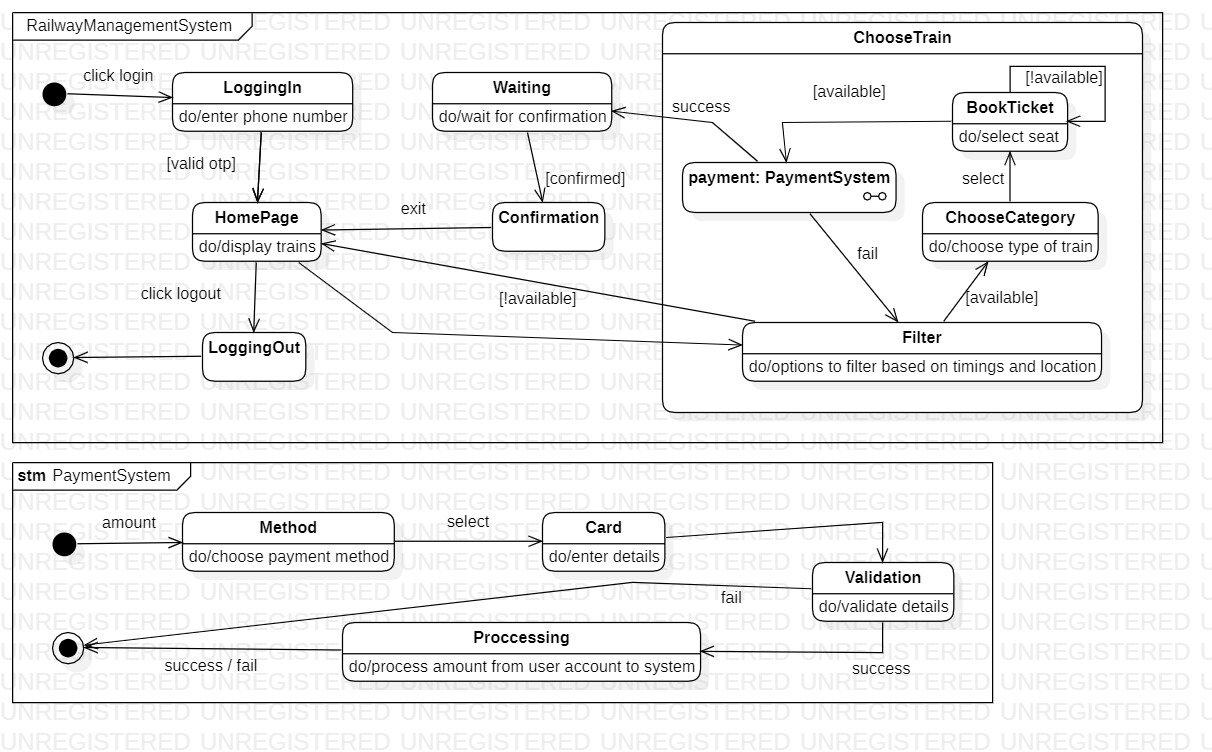 RailwayManagementSystem
ChooseTrain
click login
LoggingIn
do/enter phone number
Waiting
do/wait for confirmation
success
[available]
[!available]
BookTicket
do/select seat
[valid otp]
[confirmed]
payment: PaymentSystem
select
HomePage
do/display trains
exit
Confirmation
ChooseCategory
do/choose type of train
fail
click logout
[!available]
[available]
LoggingOut
Filter
do/options to filter based on timings and location
stm PaymentSystem
amount
Method
do/choose payment method
select
Card
do/enter details
Validation
do/validate details
fail
Proccessing
do/process amount from user account to system
success / fail
success
UNREGISTERED